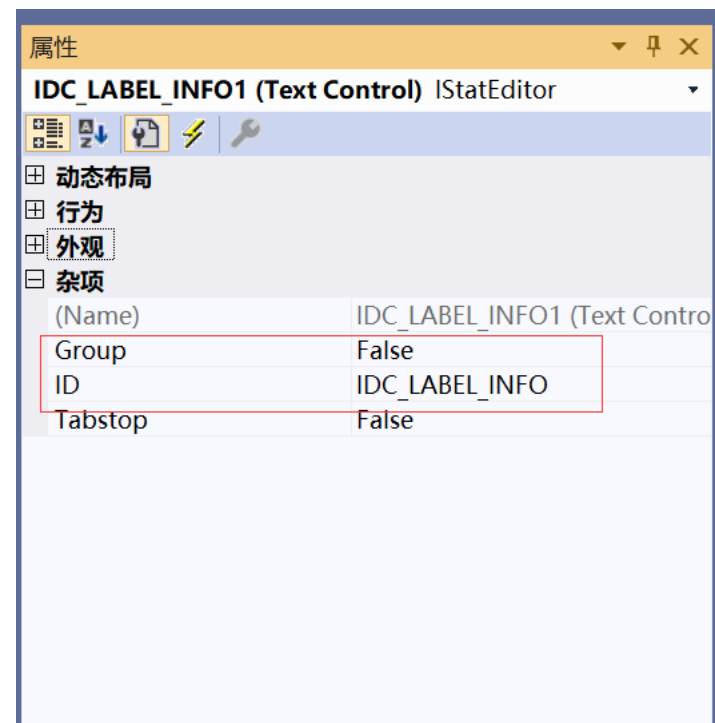 属性
IDC_LABEL_INFO1 (Text Control) IStatEditor
动态布局
行为
外观
杂项
(Name) IDC_LABEL_INFO1 (Text Contro
Group False
ID IDC_LABEL_INFO
Tabstop False